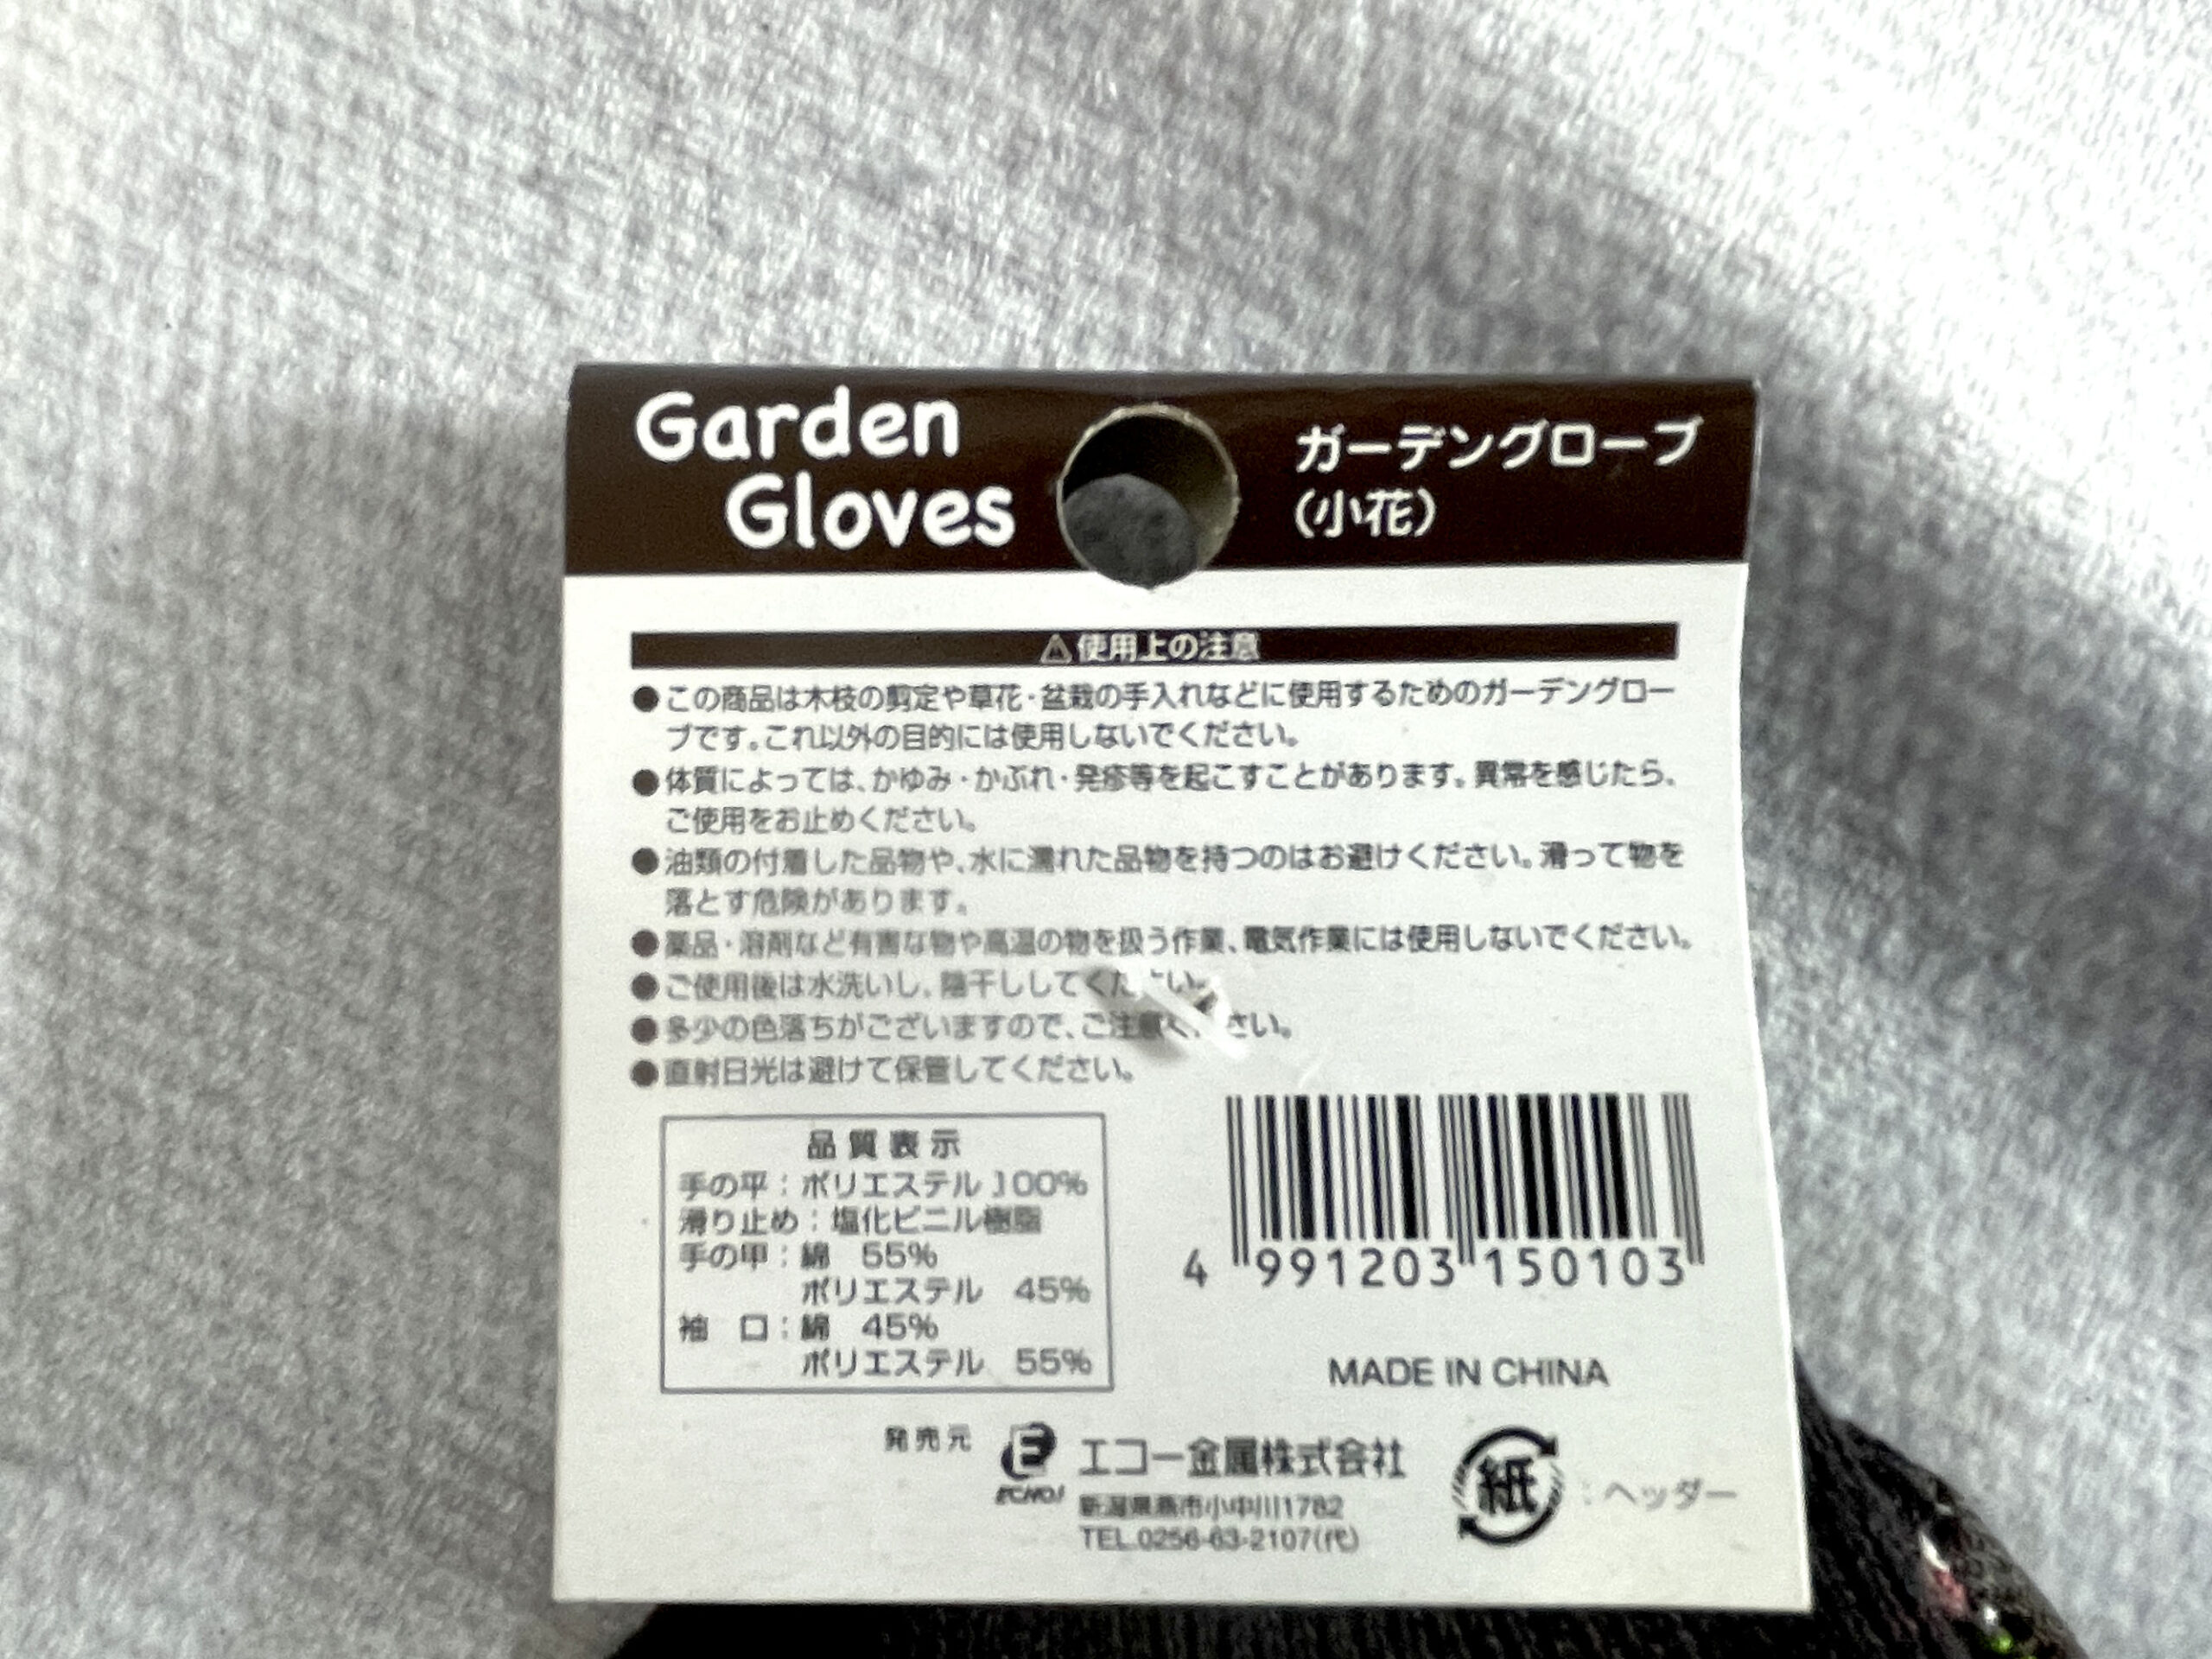 Garden
Gloves
ガーデングローブ
(小花)
⚠使用上の注意
●この商品は木枝の剪定や草花・盆栽の手入れなどに使用するためのガーデングロー
ブです。これ以外の目的には使用しないでください。
●体質によっては、かゆみ・かぶれ・発疹等を起こすことがあります。異常を感じたら、
ご使用をお止めください。
●油類の付着した品物や、水に濡れた品物を持つのはお避けください。滑って物を
落とす危険があります。
●薬品・溶剤など有害な物や高温の物を扱う作業、電気作業には使用しないでください。
●ご使用後は水洗いし、陰干ししてください。
●多少の色落ちがございますので、ご注意ください。
●直射日光は避けて保管してください。
品質表示
手の平:ポリエステル 100%
滑り止め:塩化ビニル樹脂
手の甲:綿 55%
ポリエステル 45%
袖 口:綿 45%
ポリエステル 55%
4 991203 150103
MADE IN CHINA
発売元
E
ECHO!
エコー金属株式会社
新潟県燕市小中川1782
TEL.0256-63-2107(代)
紙:ヘッダー